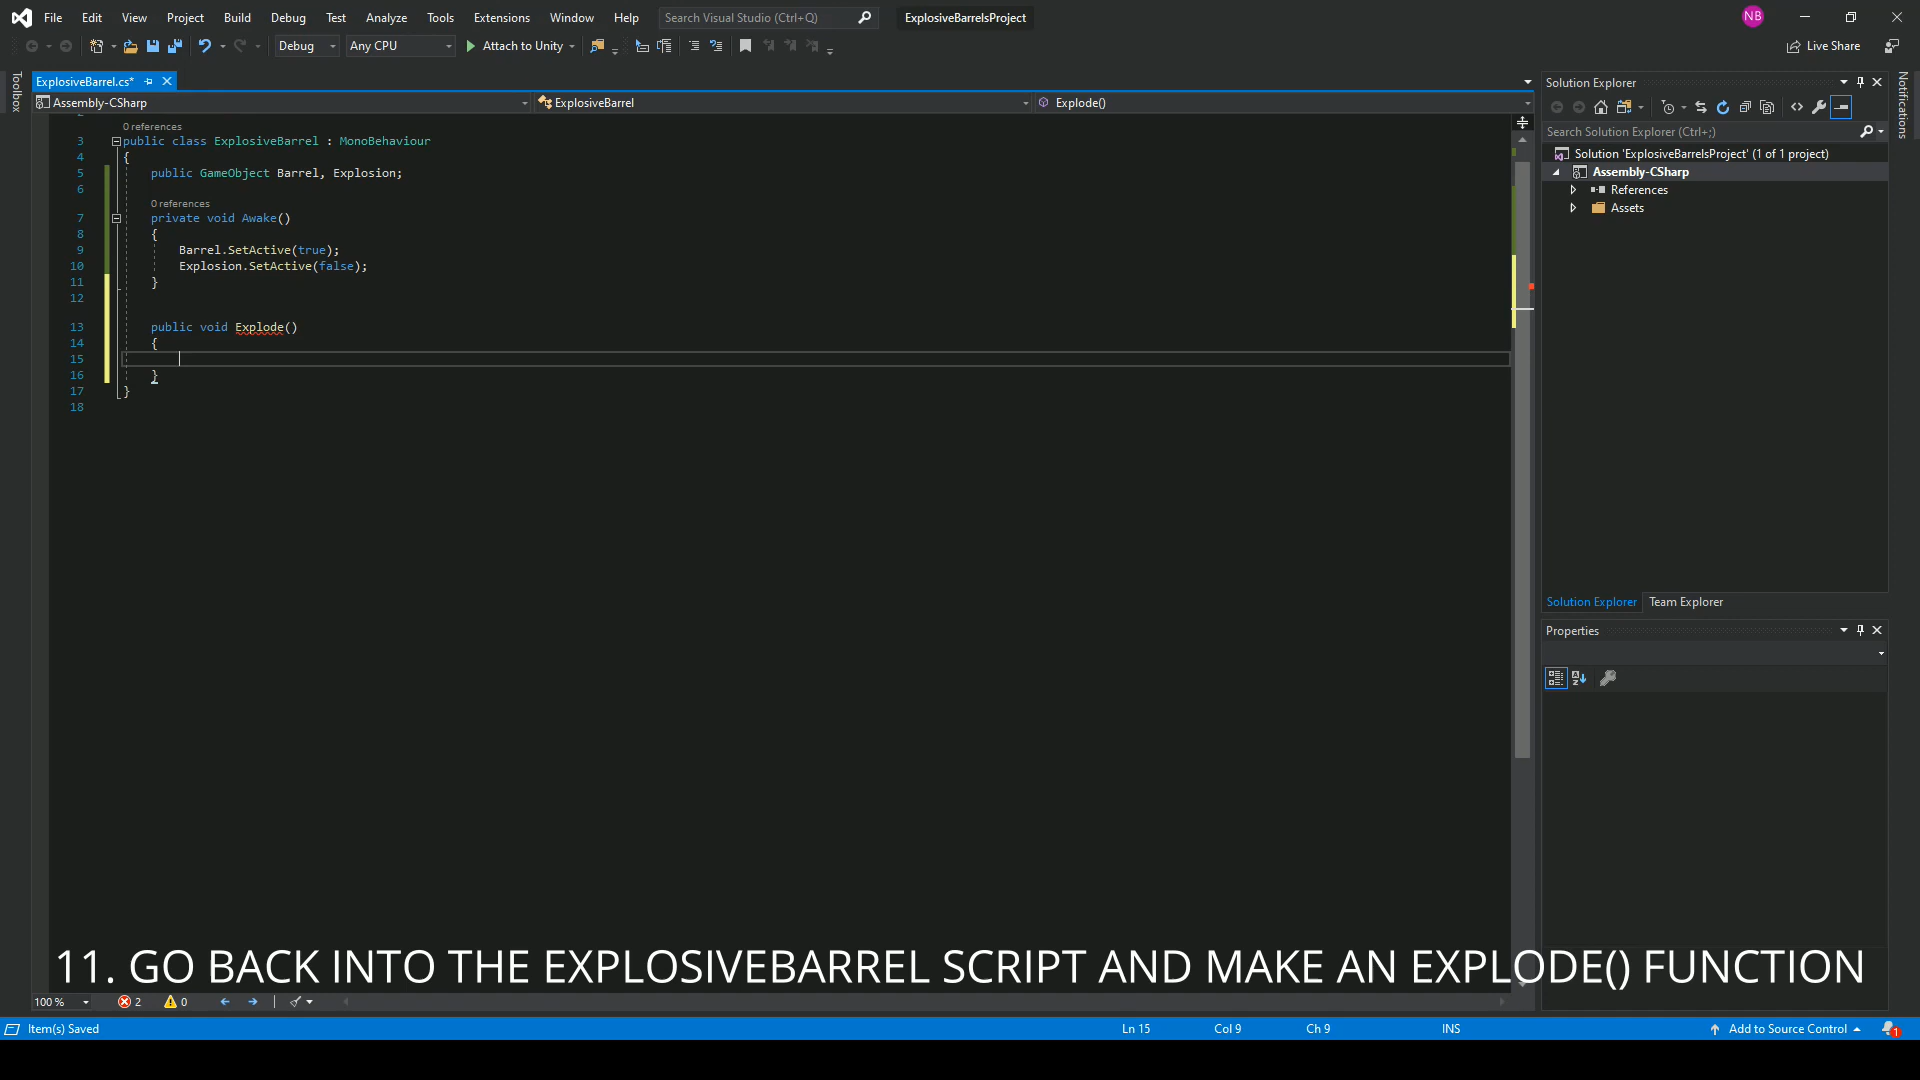 File Edit View Project Build Debug Test Analyze Tools Extensions Window Help Search Visual Studio (Ctrl+Q) ExplosiveBarrelsProject NB
Debug Any CPU Attach to Unity Live Share
Toolbox
ExplosiveBarrel.cs*
Assembly-CSharp ExplosiveBarrel Explode()
2
0 references
3 public class ExplosiveBarrel : MonoBehaviour
4 {
5 public GameObject Barrel, Explosion;
6
0 references
7 private void Awake()
8 {
9 Barrel.SetActive(true);
10 Explosion.SetActive(false);
11 }
12
13 public void Explode()
14 {
15
16 }
17 }
18
Solution Explorer
Search Solution Explorer (Ctrl+;)
Solution 'ExplosiveBarrelsProject' (1 of 1 project)
Assembly-CSharp
References
Assets
Solution Explorer Team Explorer
Properties
Notifications
11. GO BACK INTO THE EXPLOSIVEBARREL SCRIPT AND MAKE AN EXPLODE() FUNCTION
100 % 2 0
Item(s) Saved Ln 15 Col 9 Ch 9 INS Add to Source Control 1